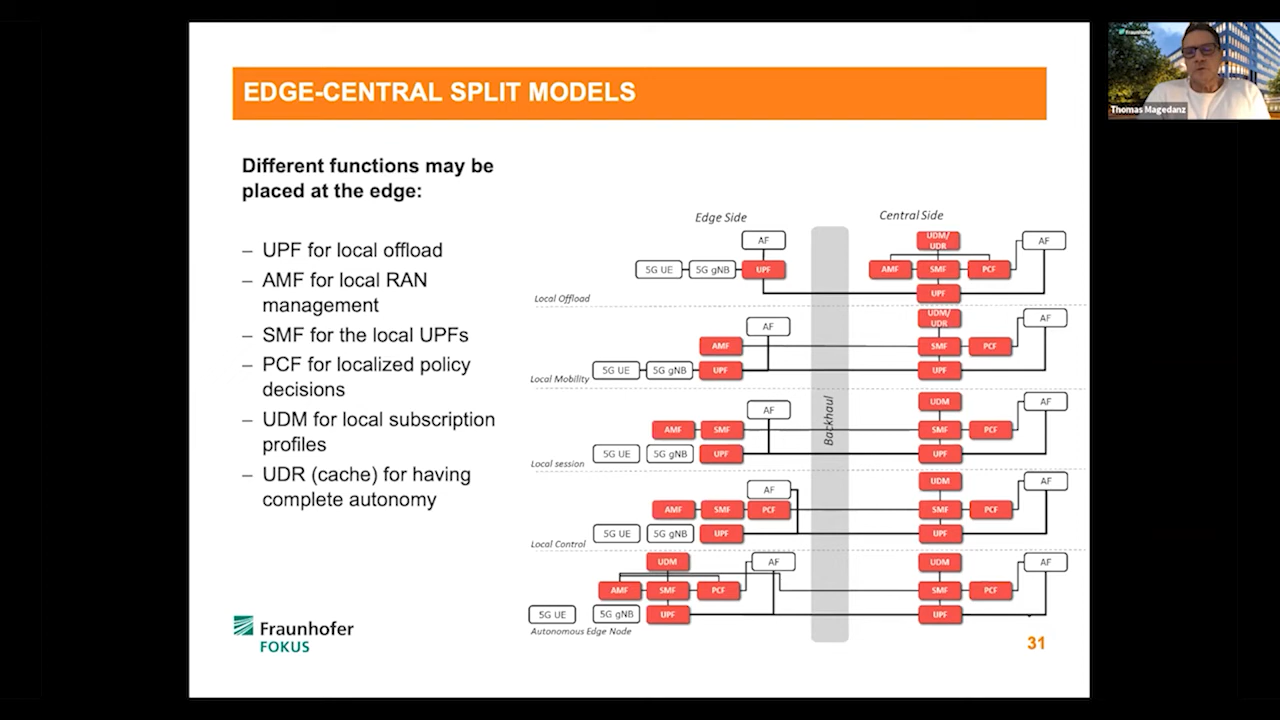 EDGE-CENTRAL SPLIT MODELS
Different functions may be
placed at the edge:
– UPF for local offload
– AMF for local RAN
management
– SMF for the local UPFs
– PCF for localized policy
decisions
– UDM for local subscription
profiles
– UDR (cache) for having
complete autonomy
Edge Side
Central Side
AF
UDM/
UDR
AF
5G UE
5G gNB
UPF
AMF
SMF
PCF
UPF
Local Offload
AF
UDM/
UDR
AF
AMF
SMF
PCF
5G UE
5G gNB
UPF
UPF
Local Mobility
Backhaul
AF
UDM
AF
AMF
SMF
SMF
PCF
5G UE
5G gNB
UPF
UPF
Local session
AF
UDM
AF
AMF
SMF
PCF
SMF
PCF
5G UE
5G gNB
UPF
UPF
Local Control
UDM
AF
UDM
AF
AMF
SMF
PCF
SMF
PCF
5G UE
5G gNB
UPF
UPF
Autonomous Edge Node
Fraunhofer
FOKUS
31
Fraunhofer
Thomas Magedanz